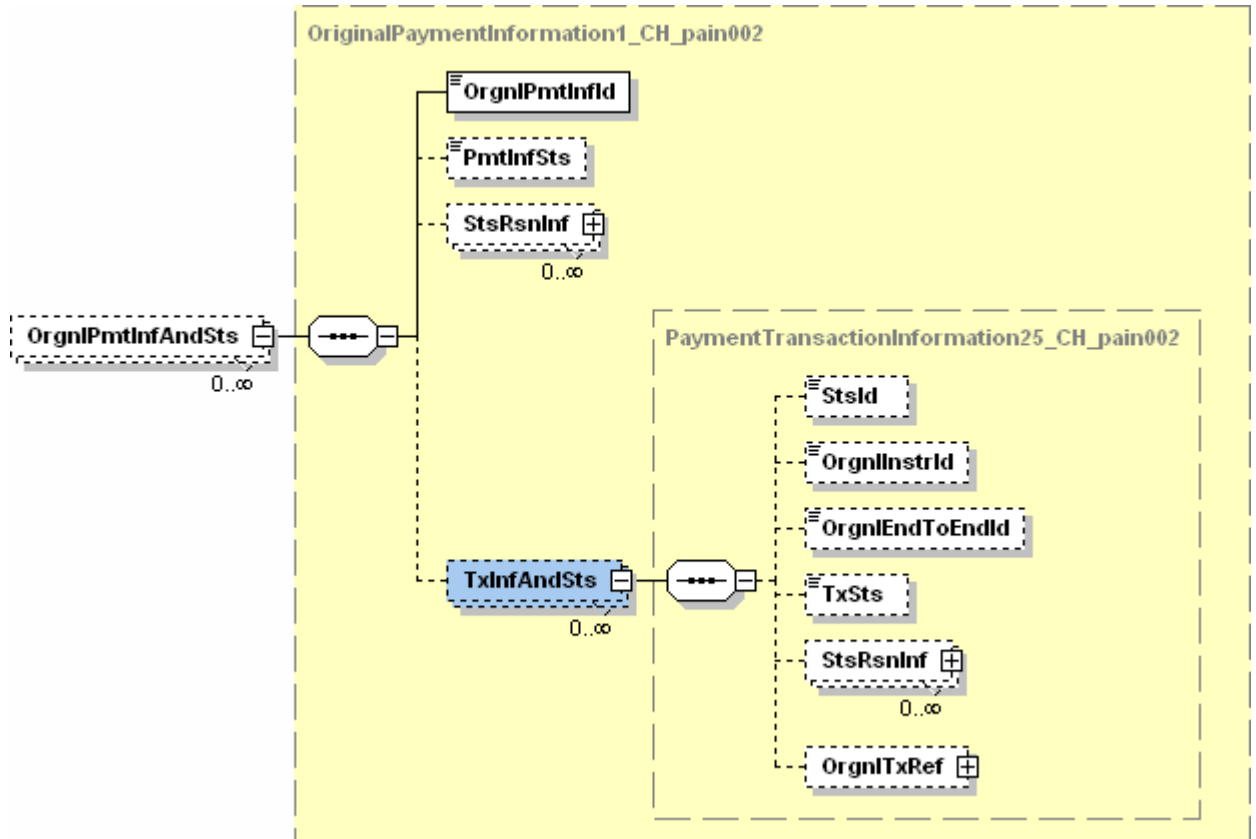 OriginalPaymentInformation1_CH_pain002
OrgnlPmtInfId
PmtInfSts
StsRsnInf
0..∞
OrgnlPmtInfAndSts
0..∞
TxInfAndSts
0..∞
PaymentTransactionInformation25_CH_pain002
StsId
OrgnlInstrId
OrgnlEndToEndId
TxSts
StsRsnInf
0..∞
OrgnlTxRef